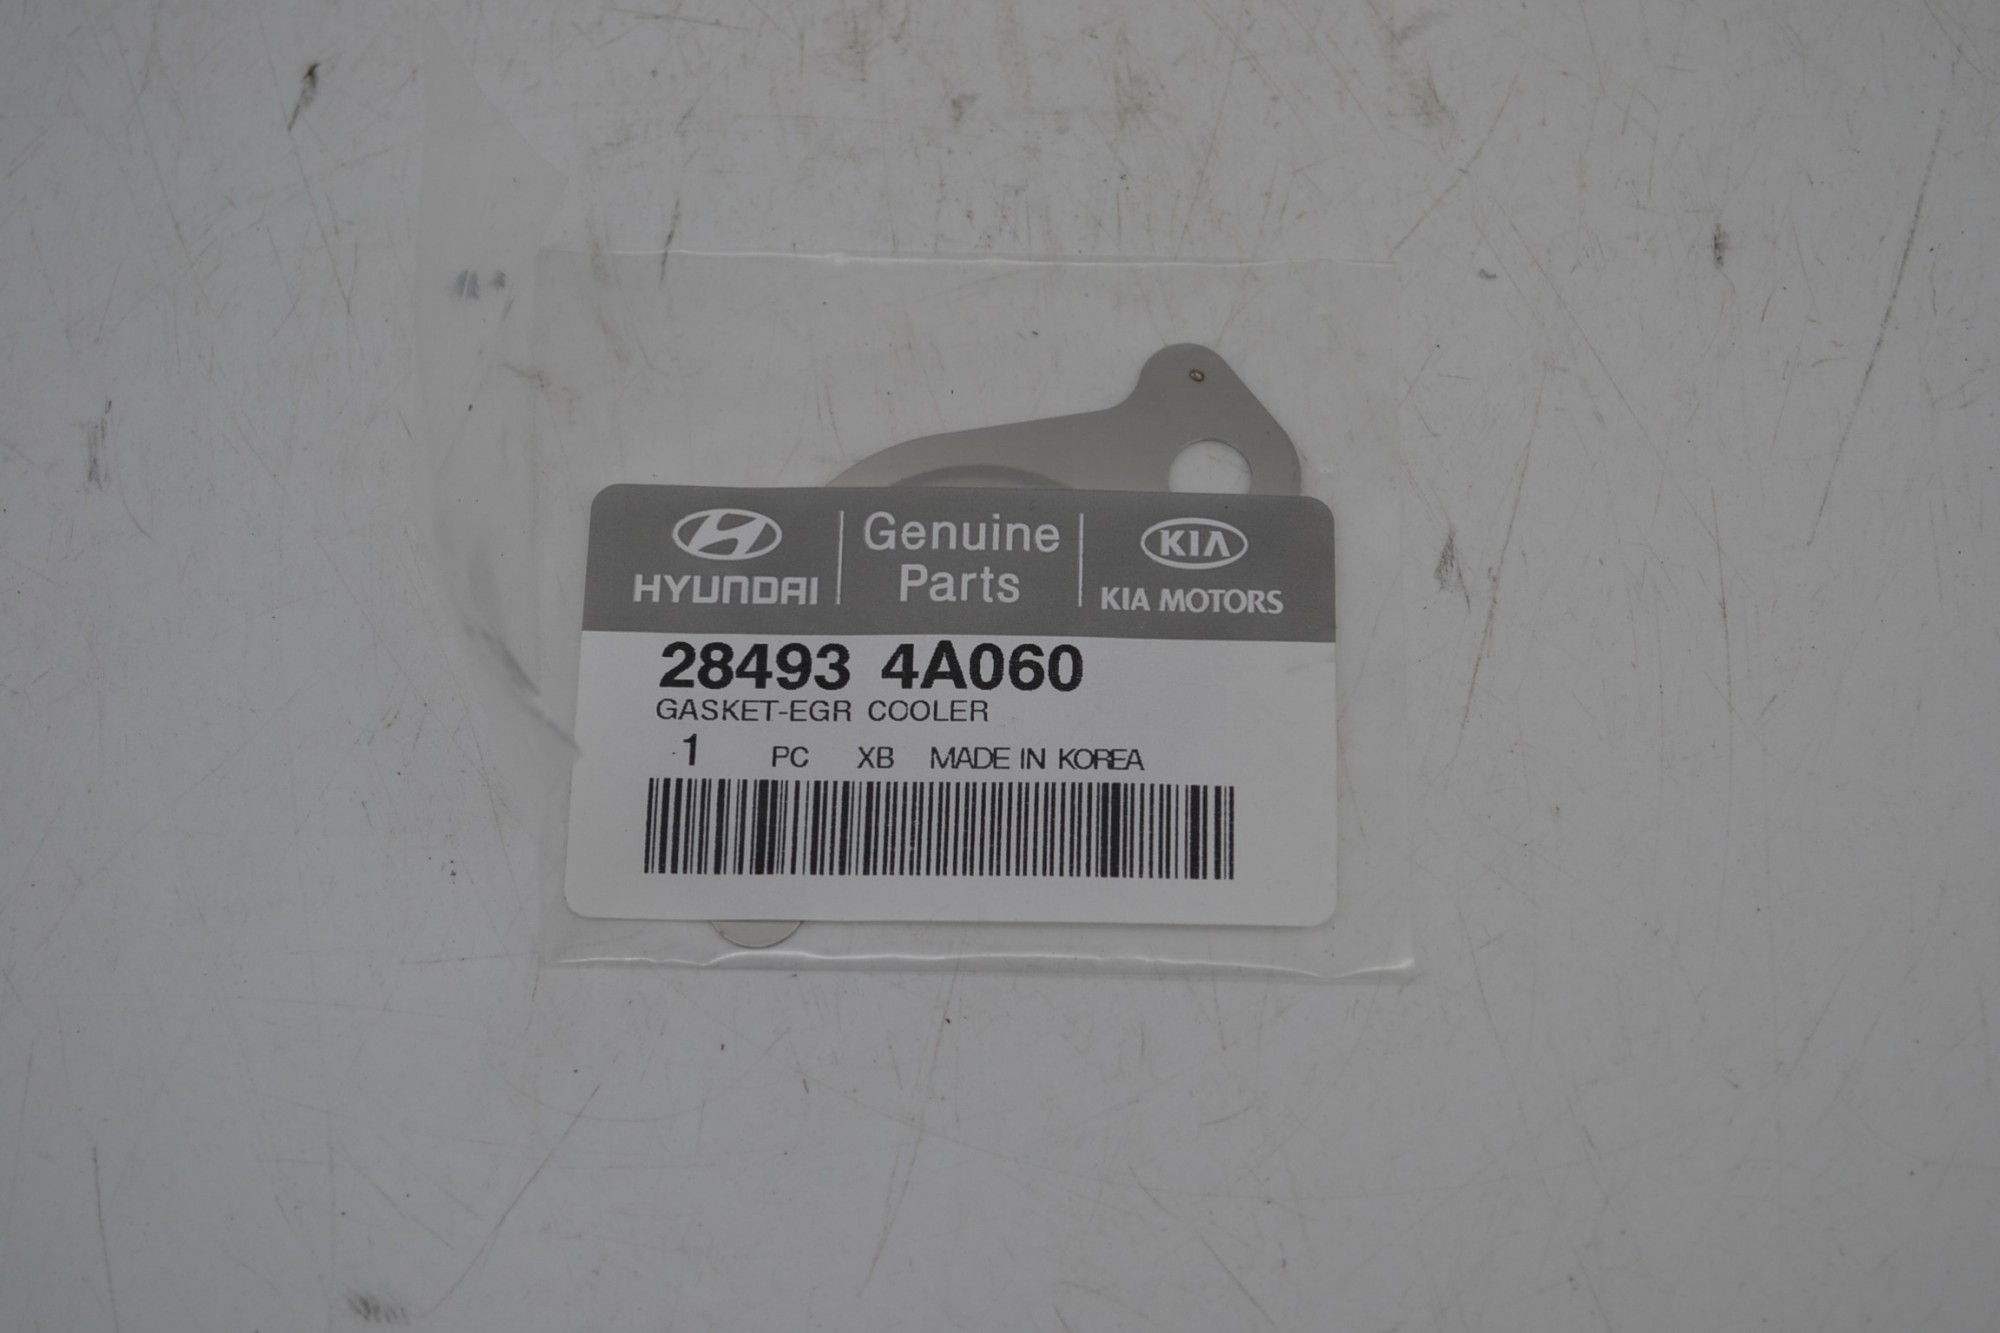 HYUNDAI
Genuine
Parts
KIA
KIA MOTORS
28493 4A060
GASKET-EGR COOLER
1 PC XB MADE IN KOREA